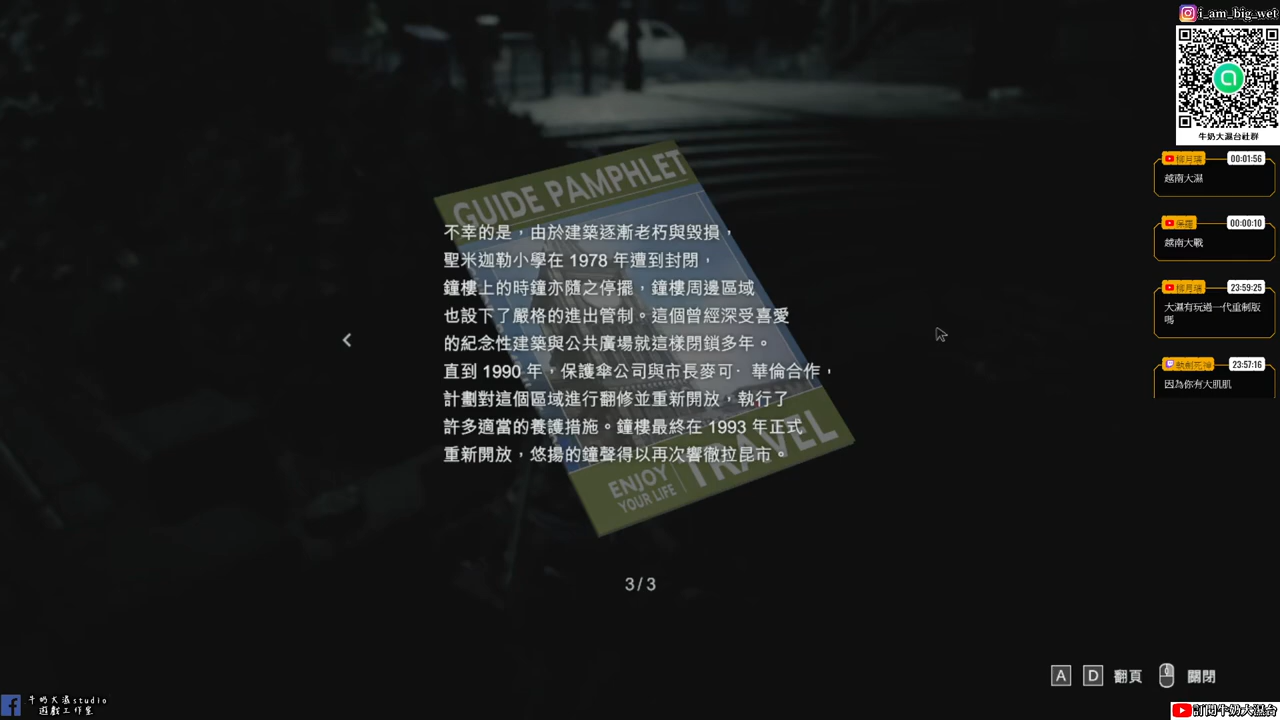 i_am_big_wet
牛奶大濕台社群
00:01:56
越南大濕
00:00:10
越南大戰
23:59:25
大濕有玩過一代重制版
嗎
23:57:16
因為你有大肌肌
GUIDE PAMPHLET
不幸的是，由於建築逐漸老朽與毀損，
聖米迦勒小學在 1978 年遭到封閉，
鐘樓上的時鐘亦隨之停擺，鐘樓周邊區域
也設下了嚴格的進出管制。這個曾經深受喜愛
的紀念性建築與公共廣場就這樣閉鎖多年。
直到 1990 年，保護傘公司與市長麥可·華倫合作，
計劃對這個區域進行翻修並重新開放，執行了
許多適當的養護措施。鐘樓最終在 1993 年正式
重新開放，悠揚的鐘聲得以再次響徹拉昆市。
ENJOY
YOUR LIFE
TRAVEL
3/3
A D 翻頁 關閉
牛奶大濕studio
遊戲工作室
訂閱牛奶大濕台